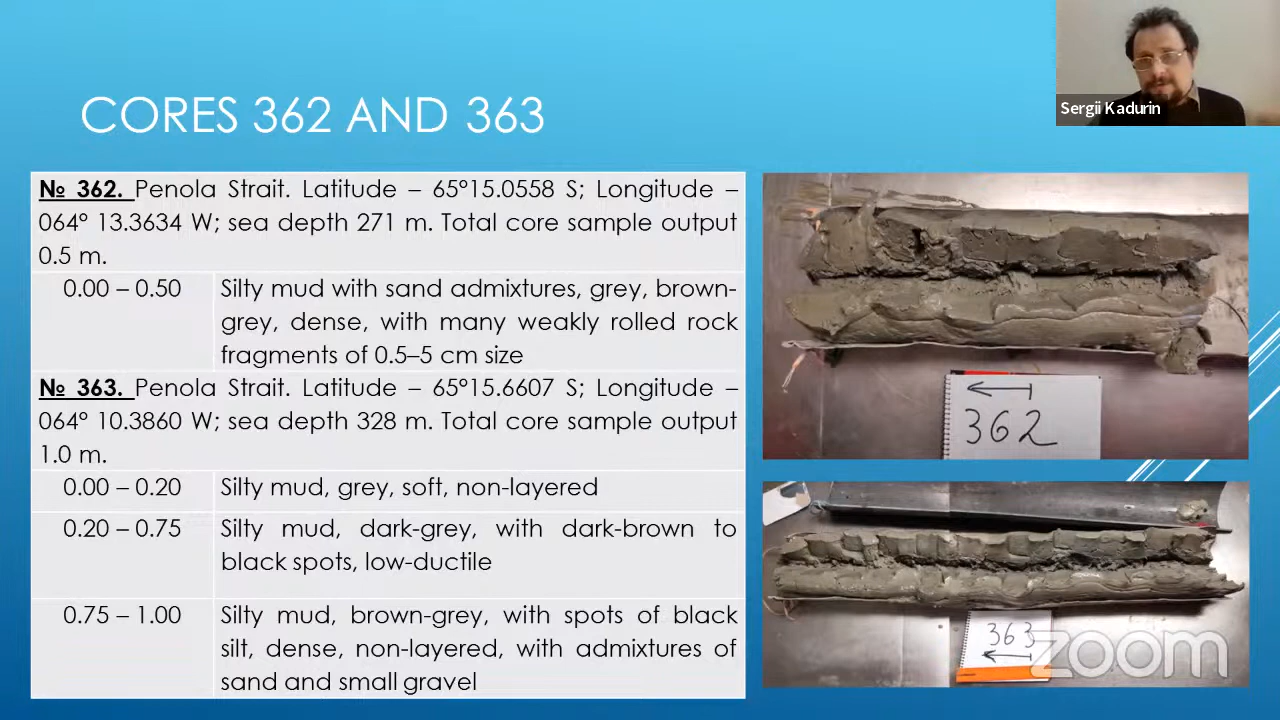 Sergii Kadurin
CORES 362 AND 363
№ 362. Penola Strait. Latitude – 65°15.0558 S; Longitude –
064° 13.3634 W; sea depth 271 m. Total core sample output
0.5 m.
0.00 – 0.50
Silty mud with sand admixtures, grey, brown-
grey, dense, with many weakly rolled rock
fragments of 0.5–5 cm size
№ 363. Penola Strait. Latitude – 65°15.6607 S; Longitude –
064° 10.3860 W; sea depth 328 m. Total core sample output
1.0 m.
0.00 – 0.20
Silty mud, grey, soft, non-layered
0.20 – 0.75
Silty mud, dark-grey, with dark-brown to
black spots, low-ductile
0.75 – 1.00
Silty mud, brown-grey, with spots of black
silt, dense, non-layered, with admixtures of
sand and small gravel
362
363
zoom